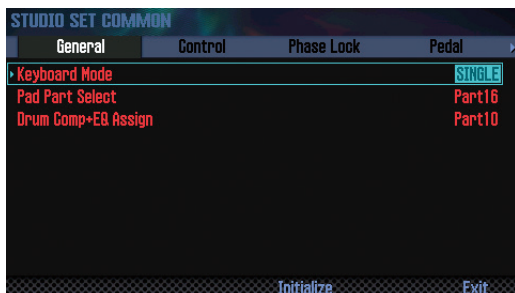 STUDIO SET COMMON
General Control Phase Lock Pedal
Keyboard Mode SINGLE
Pad Part Select Part16
Drum Comp+EQ Assign Part10
Initialize Exit